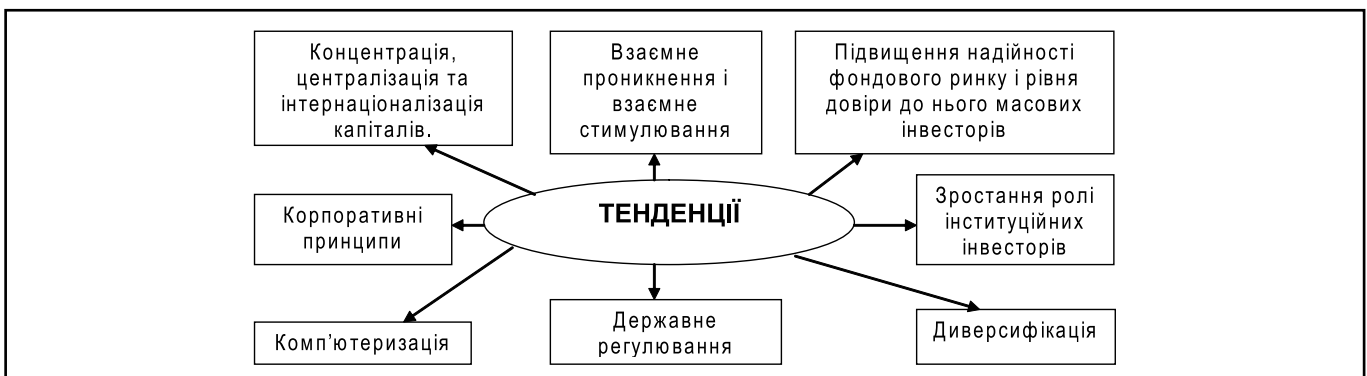 Концентрація,
централізація та
інтернаціоналізація
капіталів.
Взаємне
проникнення і
взаємне
стимулювання
Підвищення надійності
фондового ринку і рівня
довіри до нього масових
інвесторів
Корпоративні
принципи
ТЕНДЕНЦІЇ
Зростання ролі
інституційних
інвесторів
Комп’ютеризація
Державне
регулювання
Диверсифікація